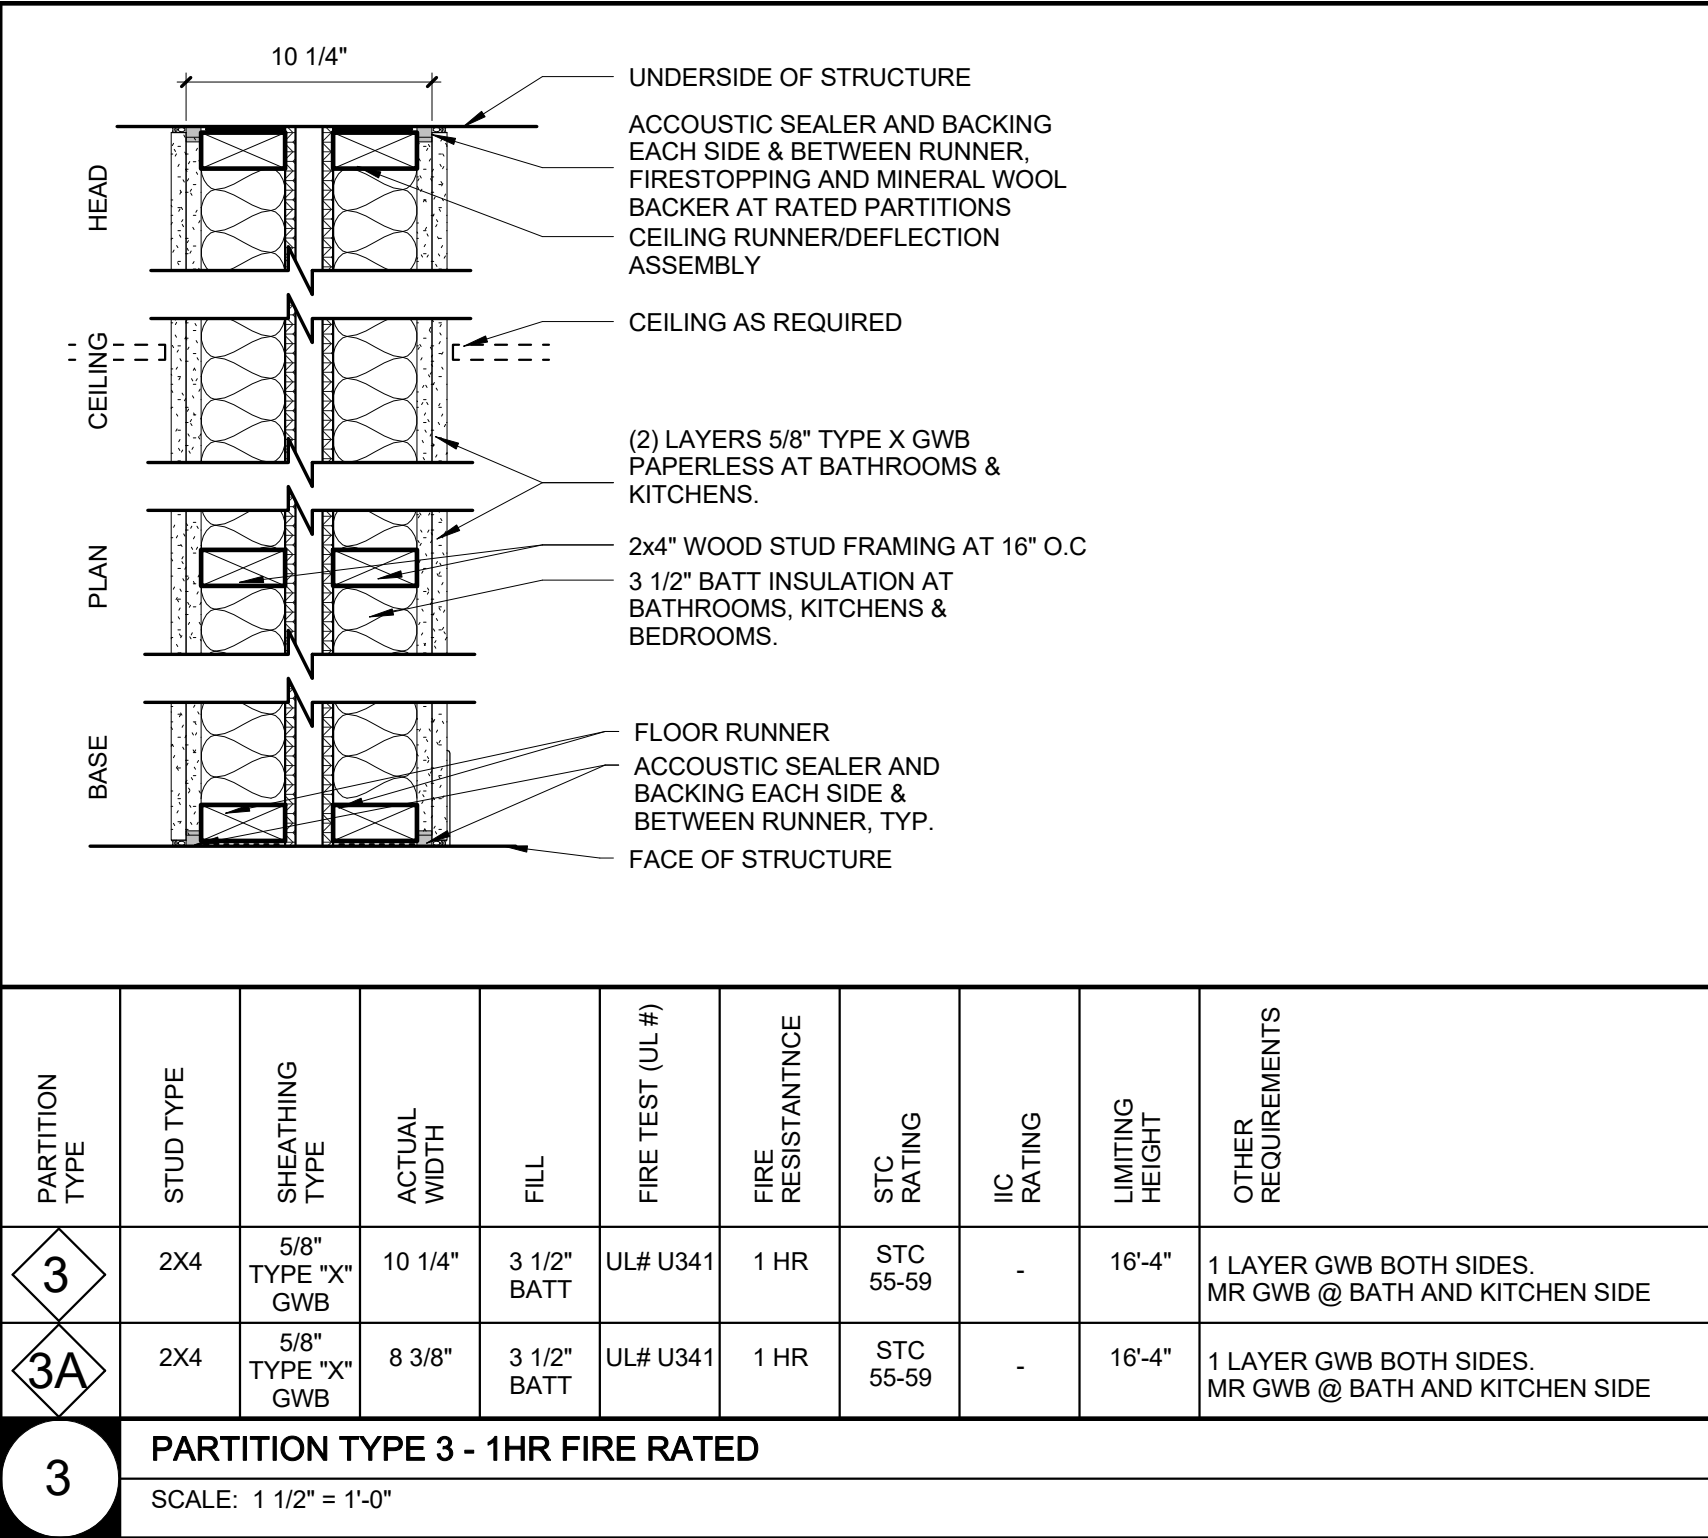 10 1/4"
UNDERSIDE OF STRUCTURE
ACCOUSTIC SEALER AND BACKING
EACH SIDE & BETWEEN RUNNER,
FIRESTOPPING AND MINERAL WOOL
BACKER AT RATED PARTITIONS
CEILING RUNNER/DEFLECTION
ASSEMBLY
HEAD
CEILING AS REQUIRED
CEILING
(2) LAYERS 5/8" TYPE X GWB
PAPERLESS AT BATHROOMS &
KITCHENS.
2x4" WOOD STUD FRAMING AT 16" O.C
3 1/2" BATT INSULATION AT
BATHROOMS, KITCHENS &
BEDROOMS.
PLAN
FLOOR RUNNER
ACCOUSTIC SEALER AND
BACKING EACH SIDE &
BETWEEN RUNNER, TYP.
FACE OF STRUCTURE
BASE
PARTITION
TYPE
STUD TYPE
SHEATHING
TYPE
ACTUAL
WIDTH
FILL
FIRE TEST (UL #)
FIRE
RESISTANTNCE
STC
RATING
IIC
RATING
LIMITING
HEIGHT
OTHER
REQUIREMENTS
3
2X4
5/8"
TYPE "X"
GWB
10 1/4"
3 1/2"
BATT
UL# U341
1 HR
STC
55-59
-
16'-4"
1 LAYER GWB BOTH SIDES.
MR GWB @ BATH AND KITCHEN SIDE
3A
2X4
5/8"
TYPE "X"
GWB
8 3/8"
3 1/2"
BATT
UL# U341
1 HR
STC
55-59
-
16'-4"
1 LAYER GWB BOTH SIDES.
MR GWB @ BATH AND KITCHEN SIDE
3
PARTITION TYPE 3 - 1HR FIRE RATED
SCALE: 1 1/2" = 1'-0"